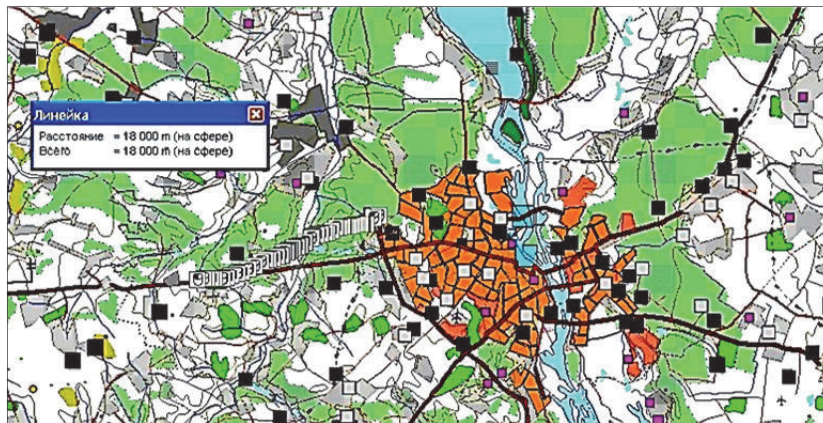 Линейка
Расстояние = 18 000 m (на сфере)
Всего = 18 000 m (на сфере)